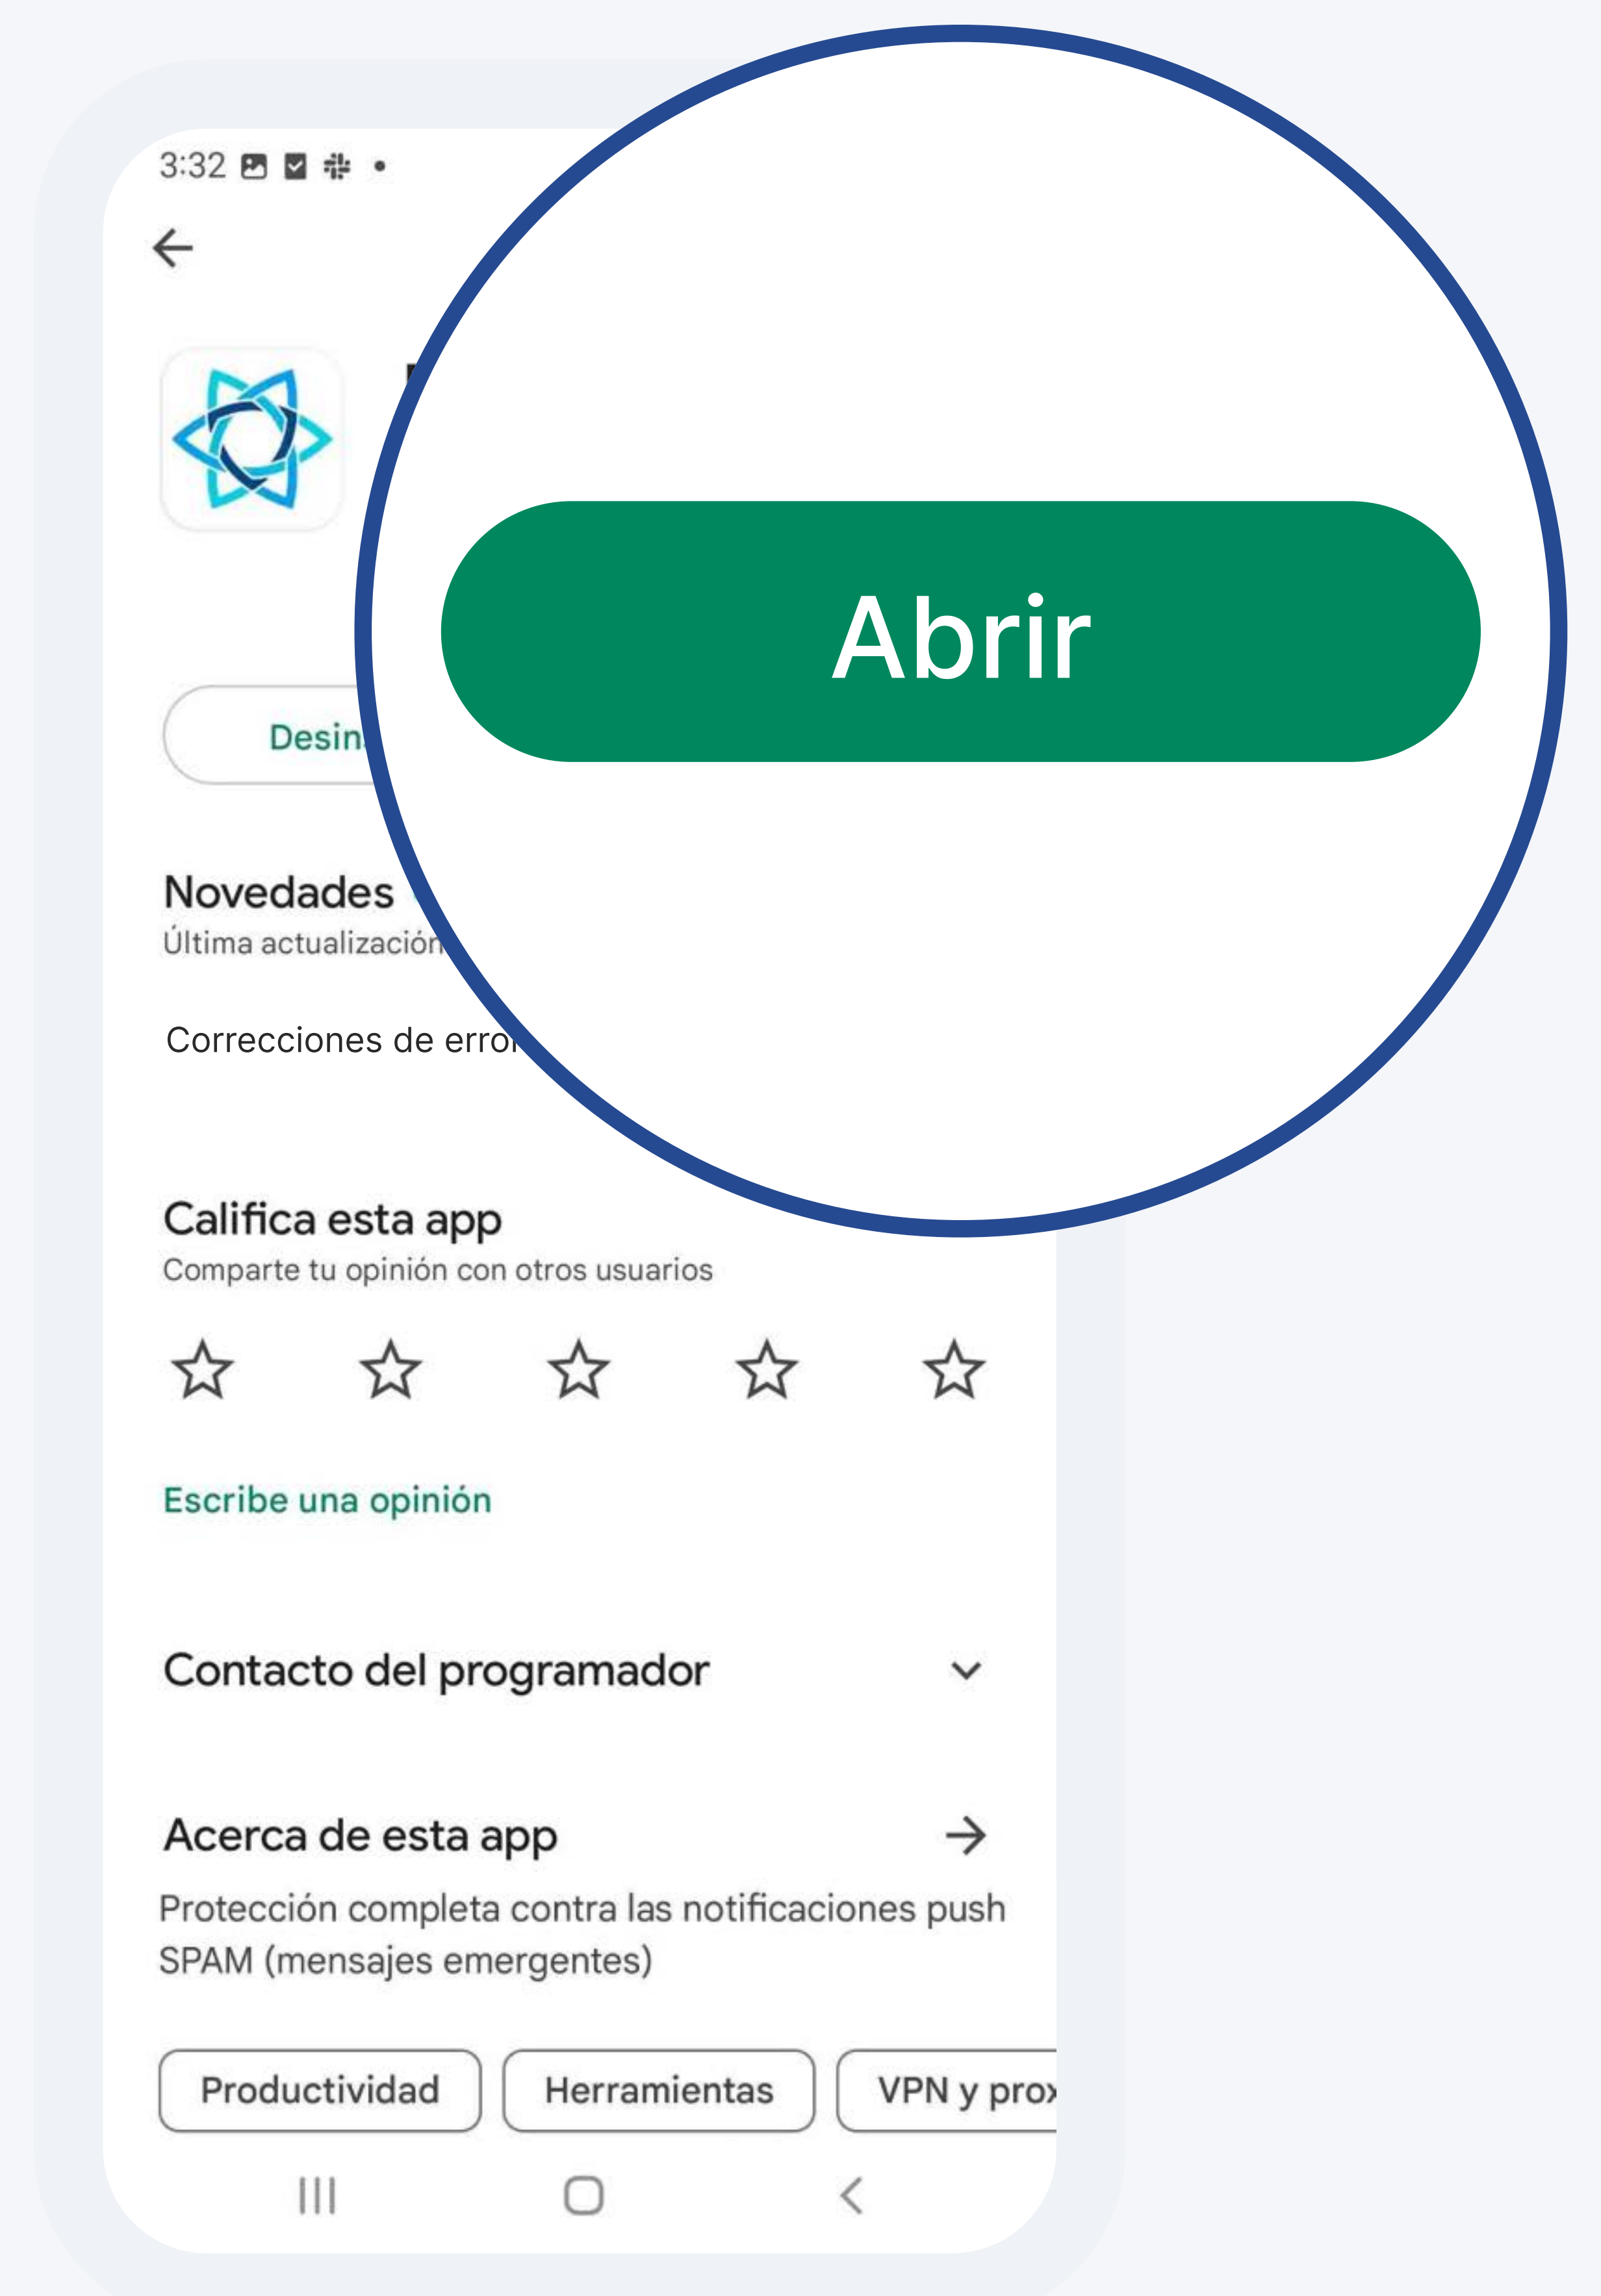 3:32
Abrir
Novedades
Última actualización
Correcciones de error
Califica esta app
Comparte tu opinión con otros usuarios
Escribe una opinión
Contacto del programador
Acerca de esta app
Protección completa contra las notificaciones push
SPAM (mensajes emergentes)
Productividad
Herramientas
VPN y